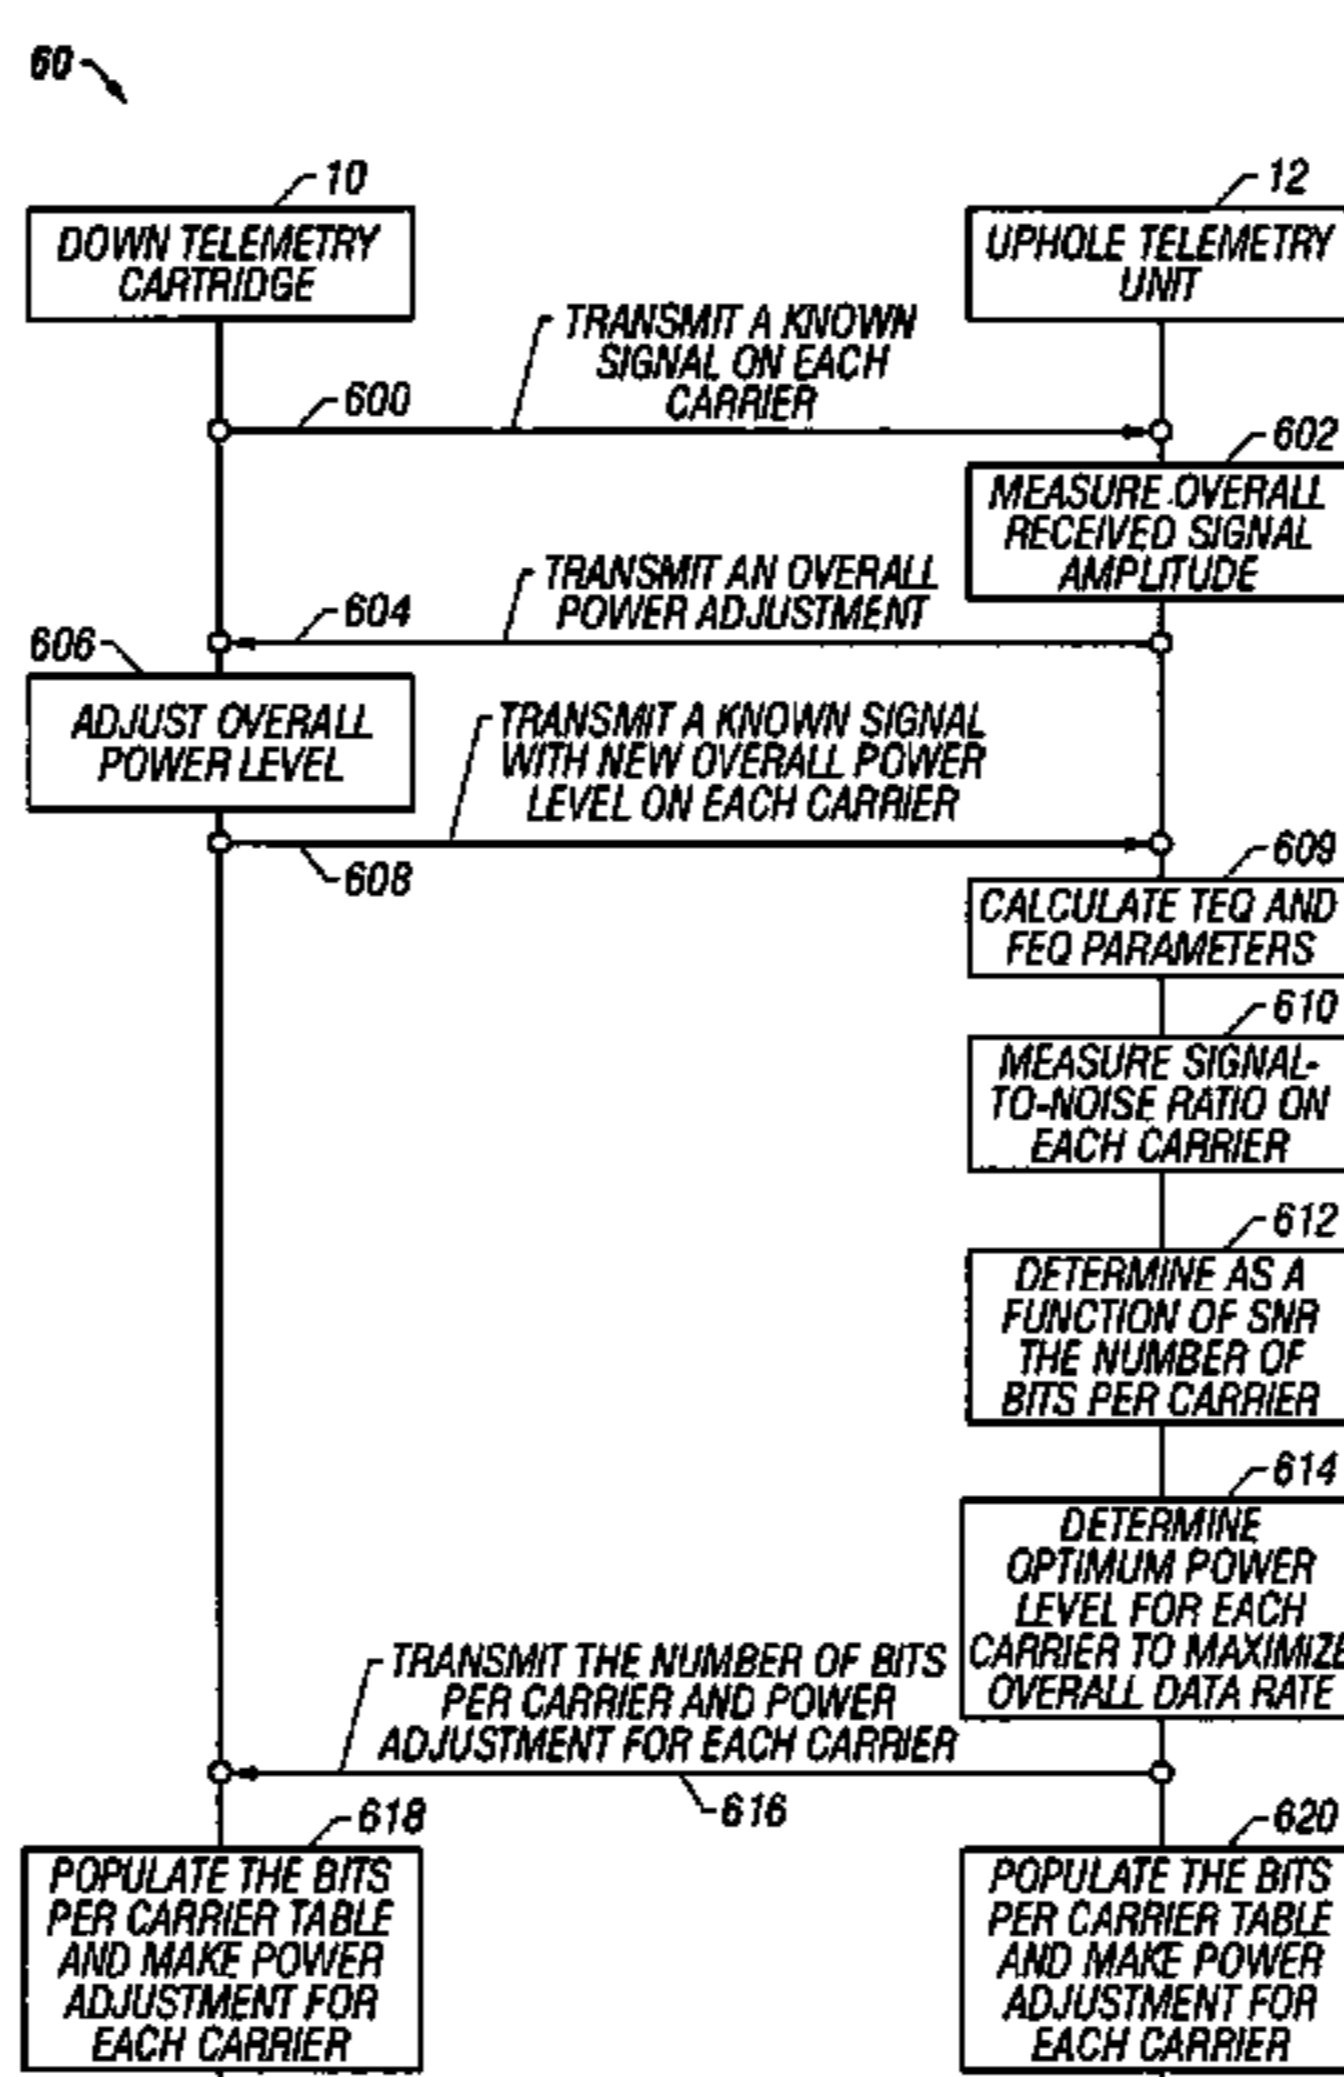 60
10
DOWN TELEMETRY
CARTRIDGE
12
UPHOLE TELEMETRY
UNIT
TRANSMIT A KNOWN
SIGNAL ON EACH
CARRIER
600
602
MEASURE OVERALL
RECEIVED SIGNAL
AMPLITUDE
TRANSMIT AN OVERALL
POWER ADJUSTMENT
604
606
ADJUST OVERALL
POWER LEVEL
TRANSMIT A KNOWN SIGNAL
WITH NEW OVERALL POWER
LEVEL ON EACH CARRIER
608
609
CALCULATE TEQ AND
FEQ PARAMETERS
610
MEASURE SIGNAL-
TO-NOISE RATIO ON
EACH CARRIER
612
DETERMINE AS A
FUNCTION OF SNR
THE NUMBER OF
BITS PER CARRIER
614
DETERMINE
OPTIMUM POWER
LEVEL FOR EACH
CARRIER TO MAXIMIZE
OVERALL DATA RATE
TRANSMIT THE NUMBER OF BITS
PER CARRIER AND POWER
ADJUSTMENT FOR EACH CARRIER
616
618
POPULATE THE BITS
PER CARRIER TABLE
AND MAKE POWER
ADJUSTMENT FOR
EACH CARRIER
620
POPULATE THE BITS
PER CARRIER TABLE
AND MAKE POWER
ADJUSTMENT FOR
EACH CARRIER